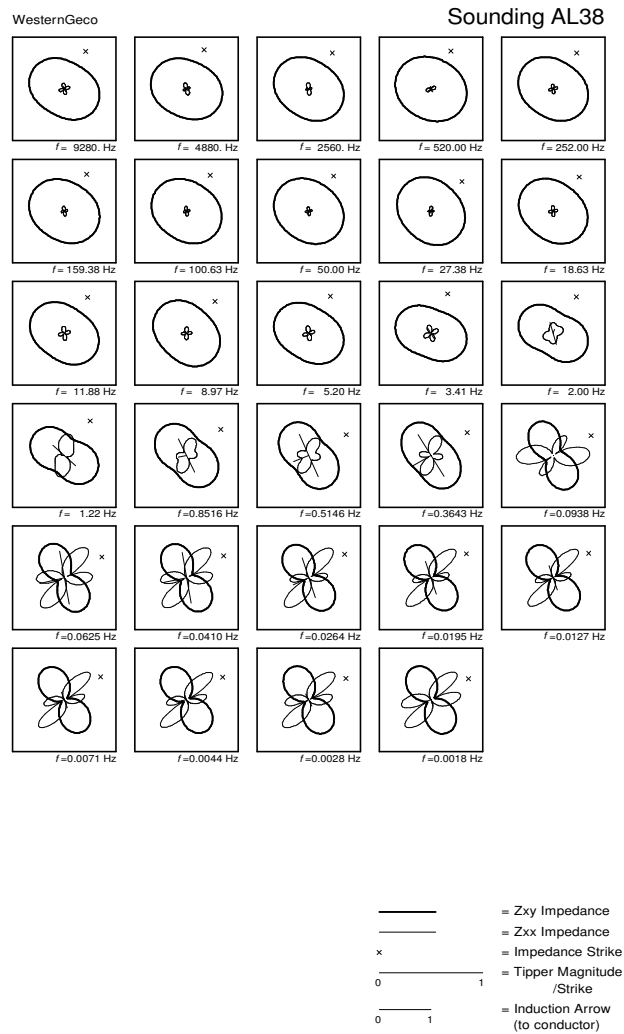 WesternGeco
Sounding AL38
f = 9280. Hz
f = 4880. Hz
f = 2560. Hz
f = 520.00 Hz
f = 252.00 Hz
f = 159.38 Hz
f = 100.63 Hz
f = 50.00 Hz
f = 27.38 Hz
f = 18.63 Hz
f = 11.88 Hz
f = 8.97 Hz
f = 5.20 Hz
f = 3.41 Hz
f = 2.00 Hz
f = 1.22 Hz
f =0.8516 Hz
f =0.5146 Hz
f =0.3643 Hz
f =0.0938 Hz
f =0.0625 Hz
f =0.0410 Hz
f =0.0264 Hz
f =0.0195 Hz
f =0.0127 Hz
f =0.0071 Hz
f =0.0044 Hz
f =0.0028 Hz
f =0.0018 Hz
= Zxy Impedance
= Zxx Impedance
× = Impedance Strike
= Tipper Magnitude
0 1 /Strike
= Induction Arrow
0 1 (to conductor)